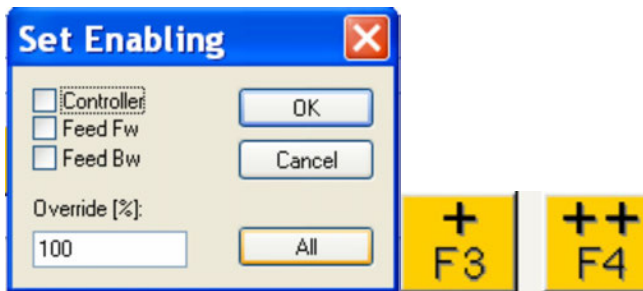 Set Enabling
Controller
Feed Fw
Feed Bw
OK
Cancel
Override [%]:
100
All
+
F3
++
F4